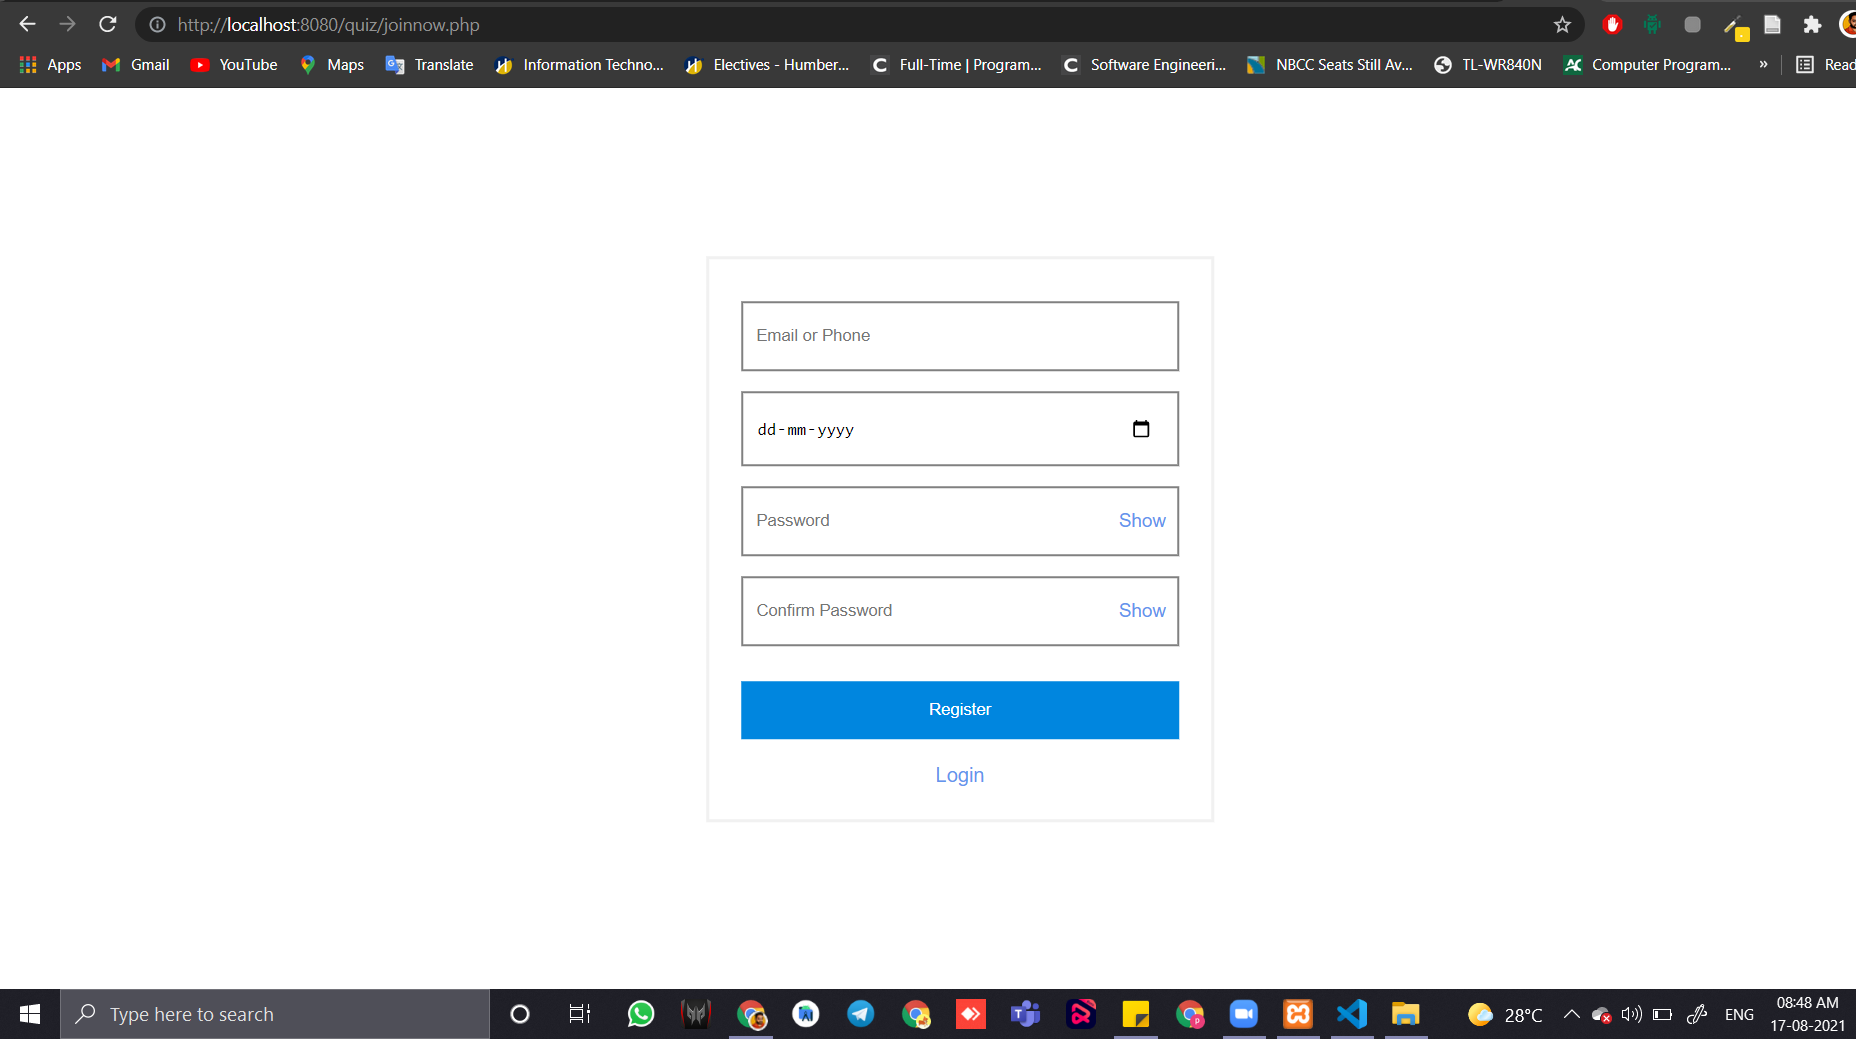 http://localhost:8080/quiz/joinnow.php
Apps Gmail YouTube Maps Translate Information Techno... Electives - Humber... Full-Time | Program... Software Engineeri... NBCC Seats Still Av... TL-WR840N Computer Program... » Read
Email or Phone
dd-mm-yyyy
Password Show
Confirm Password Show
Register
Login
Type here to search 28°C ENG 08:48 AM
17-08-2021